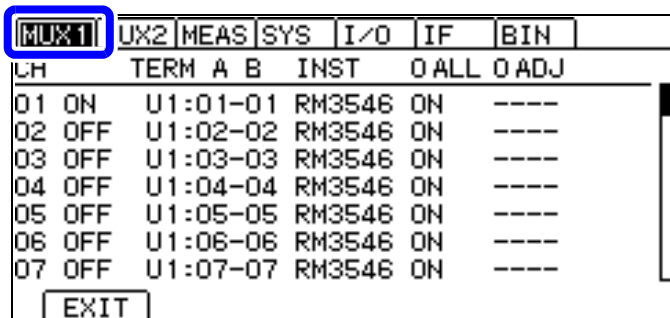 MUX1 UX2 MEAS SYS I/O IF BIN
CH TERM A B INST 0 ALL 0 ADJ
01 ON U1:01-01 RM3546 ON ----
02 OFF U1:02-02 RM3546 ON ----
03 OFF U1:03-03 RM3546 ON ----
04 OFF U1:04-04 RM3546 ON ----
05 OFF U1:05-05 RM3546 ON ----
06 OFF U1:06-06 RM3546 ON ----
07 OFF U1:07-07 RM3546 ON ----
EXIT